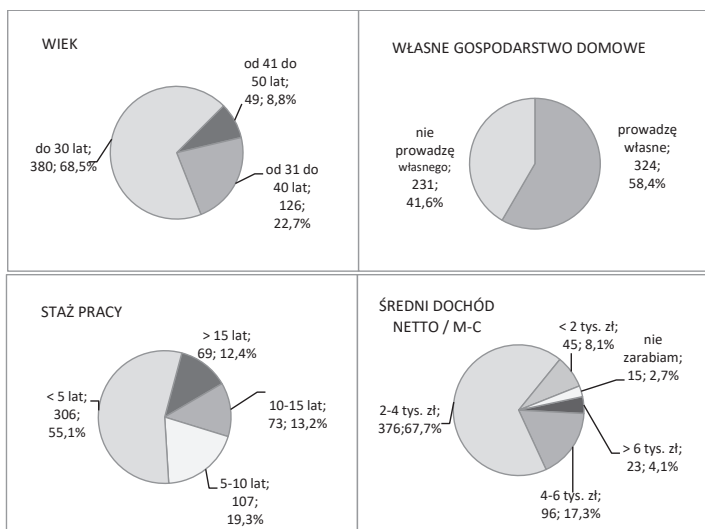 WIEK
od 41 do
50 lat;
49; 8,8%
do 30 lat;
380; 68,5%
od 31 do
40 lat;
126;
22,7%
WŁASNE GOSPODARSTWO DOMOWE
nie
prowadzę
własnego;
231;
41,6%
prowadzę
własne;
324;
58,4%
STAŻ PRACY
> 15 lat;
69; 12,4%
< 5 lat;
306;
55,1%
10-15 lat;
73; 13,2%
5-10 lat;
107;
19,3%
ŚREDNI DOCHÓD
NETTO / M-C
< 2 tys. zł;
45; 8,1%
nie
zarabiam;
15; 2,7%
2-4 tys. zł;
376;67,7%
> 6 tys. zł;
23; 4,1%
4-6 tys. zł;
96; 17,3%